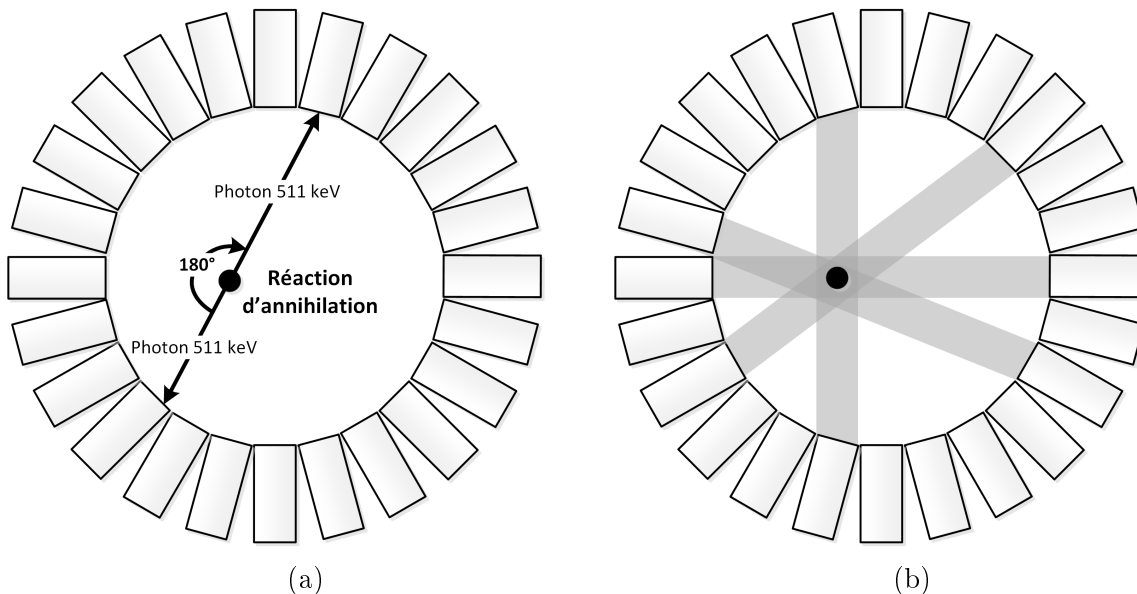 Photon 511 keV
180°
Réaction
d'annihilation
Photon 511 keV
(a)
(b)